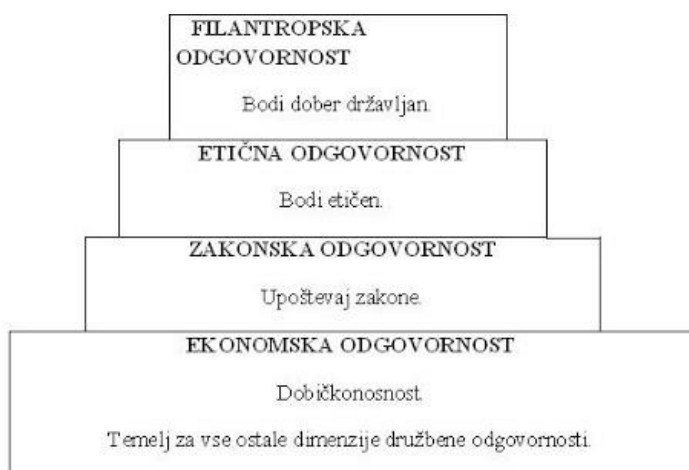 FILANTROPSKA
ODGOVORNOST
Bodi dober državljan.
ETIČNA ODGOVORNOST
Bodi etičen.
ZAKONSKA ODGOVORNOST
Upoštevaj zakone.
EKONOMSKA ODGOVORNOST
Dobičkonosnost.
Temelj za vse ostale dimenzije družbene odgovornosti.